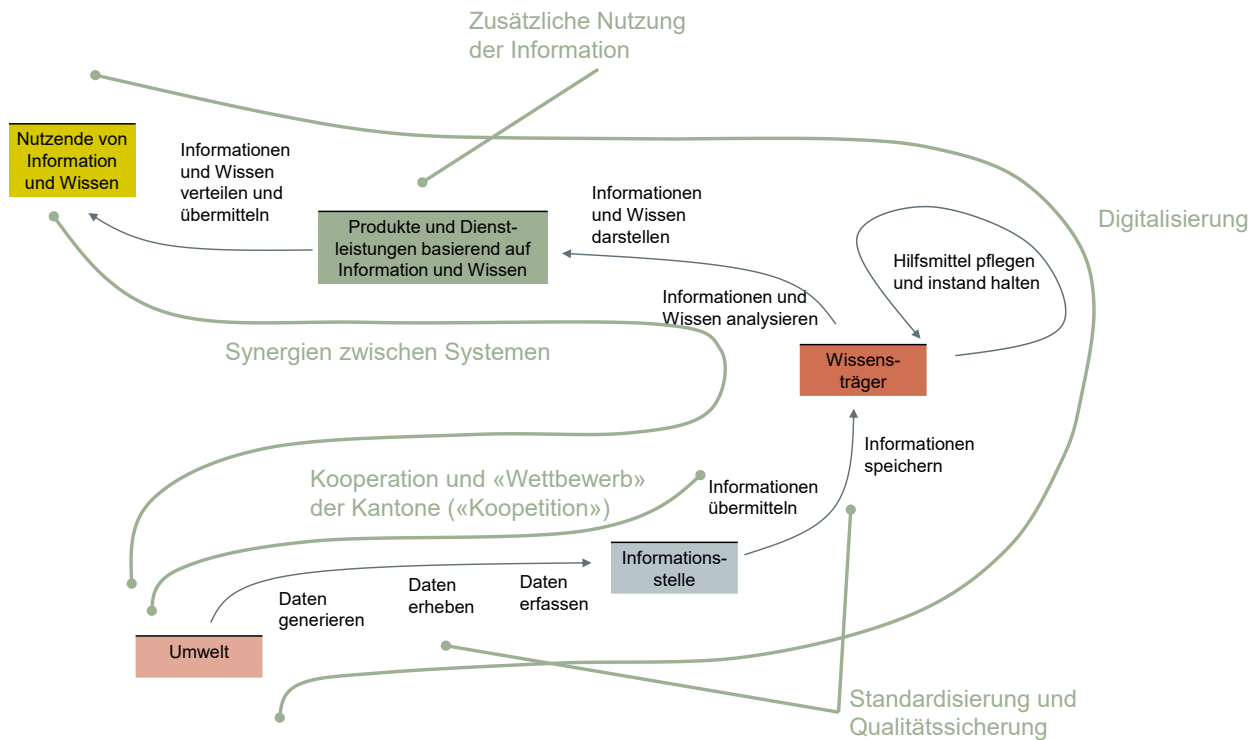 Zusätzliche Nutzung
der Information
Nutzende von
Information
und Wissen
Informationen
und Wissen
verteilen und
übermitteln
Produkte und Dienst-
leistungen basierend auf
Information und Wissen
Informationen
und Wissen
darstellen
Digitalisierung
Hilfsmittel pflegen
und instand halten
Informationen und
Wissen analysieren
Synergien zwischen Systemen
Wissens-
träger
Informationen
speichern
Kooperation und «Wettbewerb»
der Kantone («Koopetition»)
Informationen
übermitteln
Informations-
stelle
Daten
generieren
Daten
erheben
Daten
erfassen
Umwelt
Standardisierung und
Qualitätssicherung